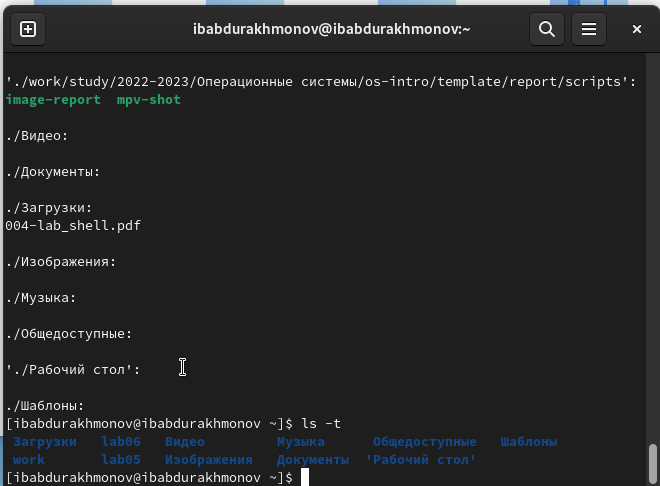 ibabdurakhmonov@ibabdurakhmonov:~
'./work/study/2022-2023/Операционные системы/os-intro/template/report/scripts':
image-report  mpv-shot
./Видео:
./Документы:
./Загрузки:
004-lab_shell.pdf
./Изображения:
./Музыка:
./Общедоступные:
'./Рабочий стол':
./Шаблоны:
[ibabdurakhmonov@ibabdurakhmonov ~]$ ls -t
Загрузки   lab06   Видео         Музыка      Общедоступные   Шаблоны
work       lab05   Изображения   Документы  'Рабочий стол'
[ibabdurakhmonov@ibabdurakhmonov ~]$